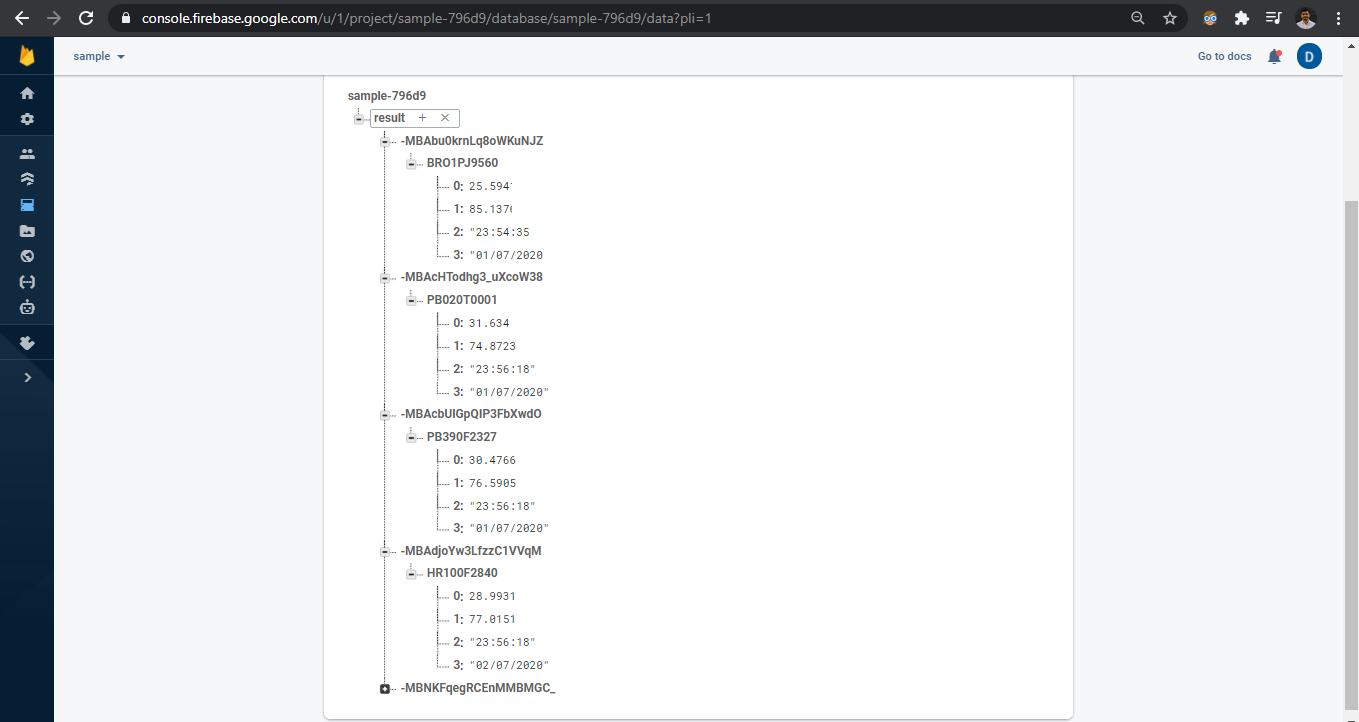 console.firebase.google.com/u/1/project/sample-796d9/database/sample-796d9/data?pli=1
sample
Go to docs
D
sample-796d9
result + ×
-MBAbu0krnLq8oWKuNJZ
BRO1PJ9560
0: 25.594
1: 85.137
2: "23:54:35
3: "01/07/2020
-MBAcHTodhg3_uXcoW38
PB020T0001
0: 31.634
1: 74.8723
2: "23:56:18"
3: "01/07/2020"
-MBAcbUIGpQIP3FbXwdO
PB390F2327
0: 30.4766
1: 76.5905
2: "23:56:18"
3: "01/07/2020"
-MBAdjoYw3LfzzC1VVqM
HR100F2840
0: 28.9931
1: 77.0151
2: "23:56:18"
3: "02/07/2020"
-MBNKFqegRCEnMMBMGC_